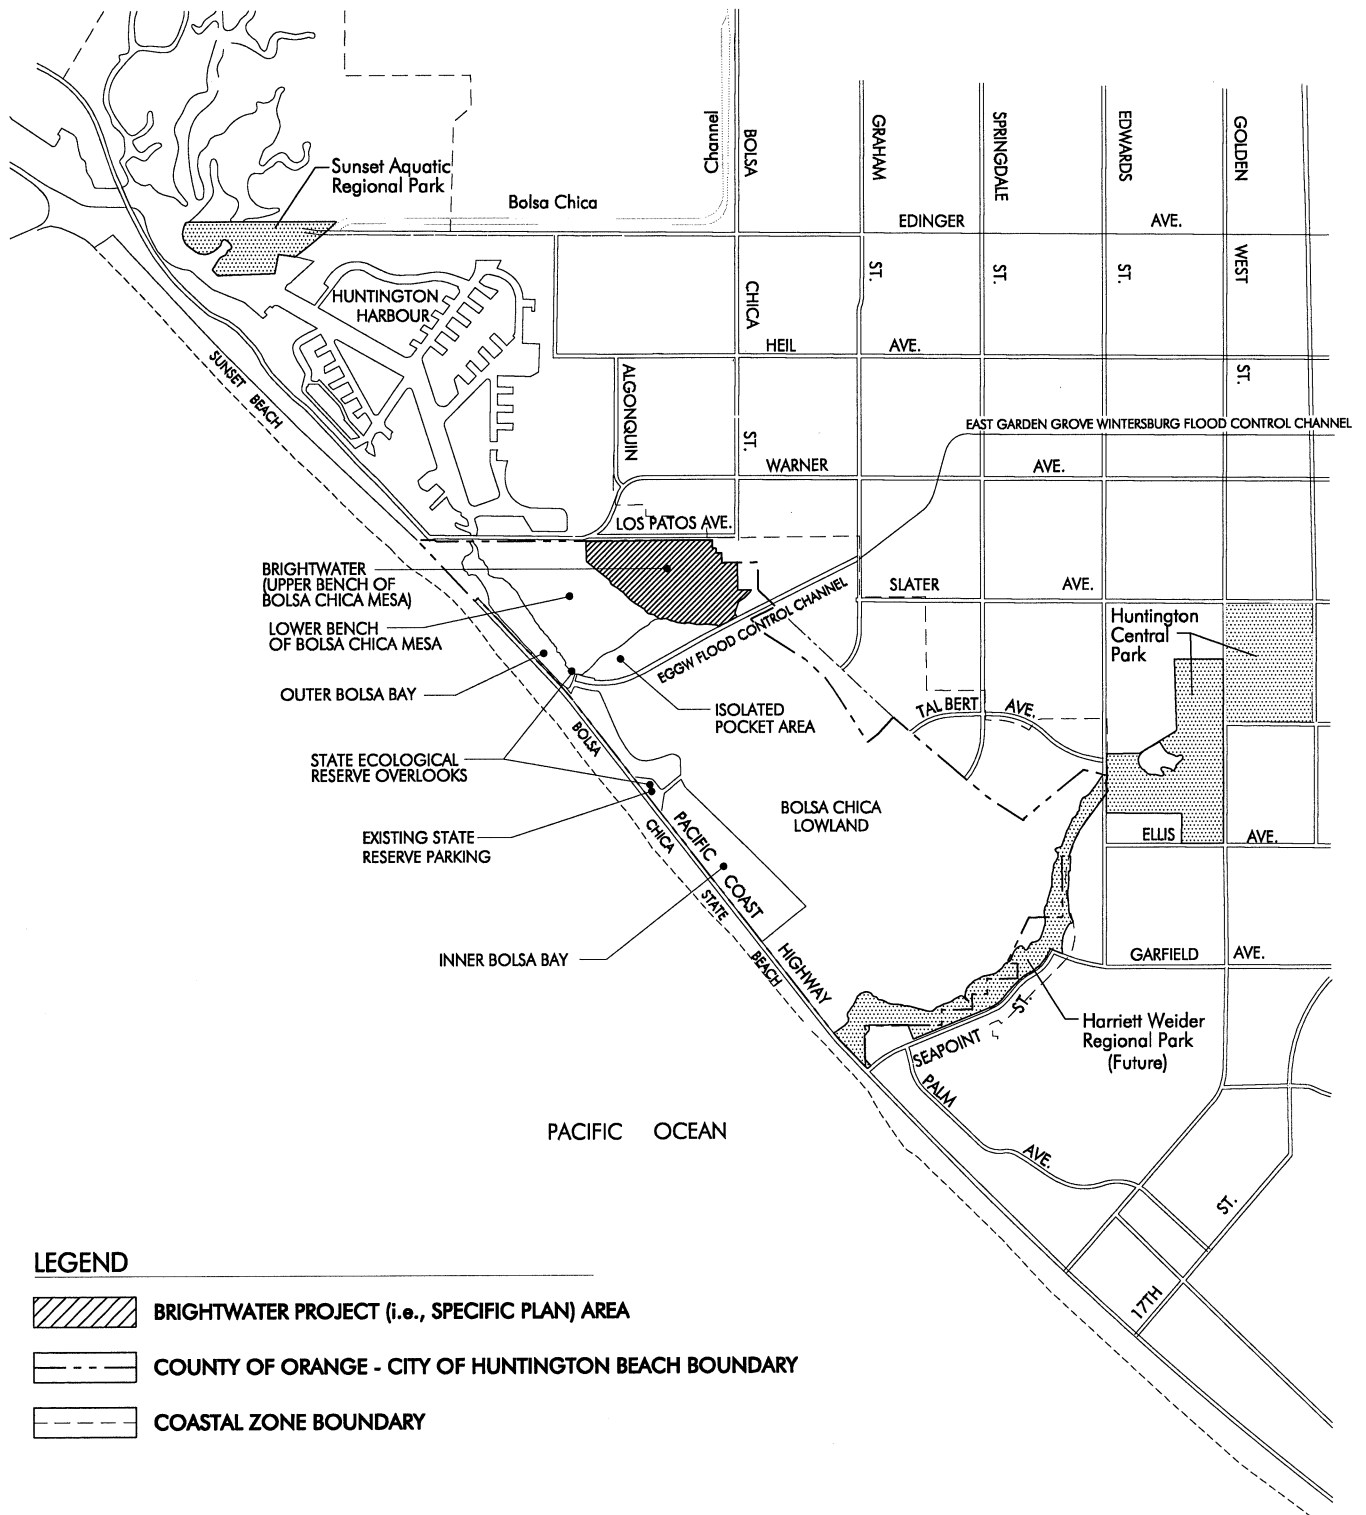 Channel
BOLSA
GRAHAM
SPRINGDALE
EDWARDS
GOLDEN
Sunset Aquatic
Regional Park
Bolsa Chica
EDINGER AVE.
ST.
ST.
ST.
WEST
HUNTINGTON
HARBOUR
CHICA
HEIL AVE.
SUNSET BEACH
ALGONQUIN
ST.
ST.
EAST GARDEN GROVE WINTERSBURG FLOOD CONTROL CHANNEL
WARNER AVE.
LOS PATOS AVE.
BRIGHTWATER
(UPPER BENCH OF
BOLSA CHICA MESA)
SLATER AVE.
LOWER BENCH
OF BOLSA CHICA MESA
EGGW FLOOD CONTROL CHANNEL
Huntington
Central
Park
OUTER BOLSA BAY
ISOLATED
POCKET AREA
TALBERT AVE.
STATE ECOLOGICAL
RESERVE OVERLOOKS
BOLSA CHICA STATE BEACH
BOLSA CHICA
LOWLAND
EXISTING STATE
RESERVE PARKING
PACIFIC COAST HIGHWAY
ELLIS AVE.
INNER BOLSA BAY
GARFIELD AVE.
SEAPOINT ST.
Harriett Weider
Regional Park
(Future)
PALM AVE.
PACIFIC OCEAN
17TH ST.
LEGEND
BRIGHTWATER PROJECT (i.e., SPECIFIC PLAN) AREA
COUNTY OF ORANGE - CITY OF HUNTINGTON BEACH BOUNDARY
COASTAL ZONE BOUNDARY